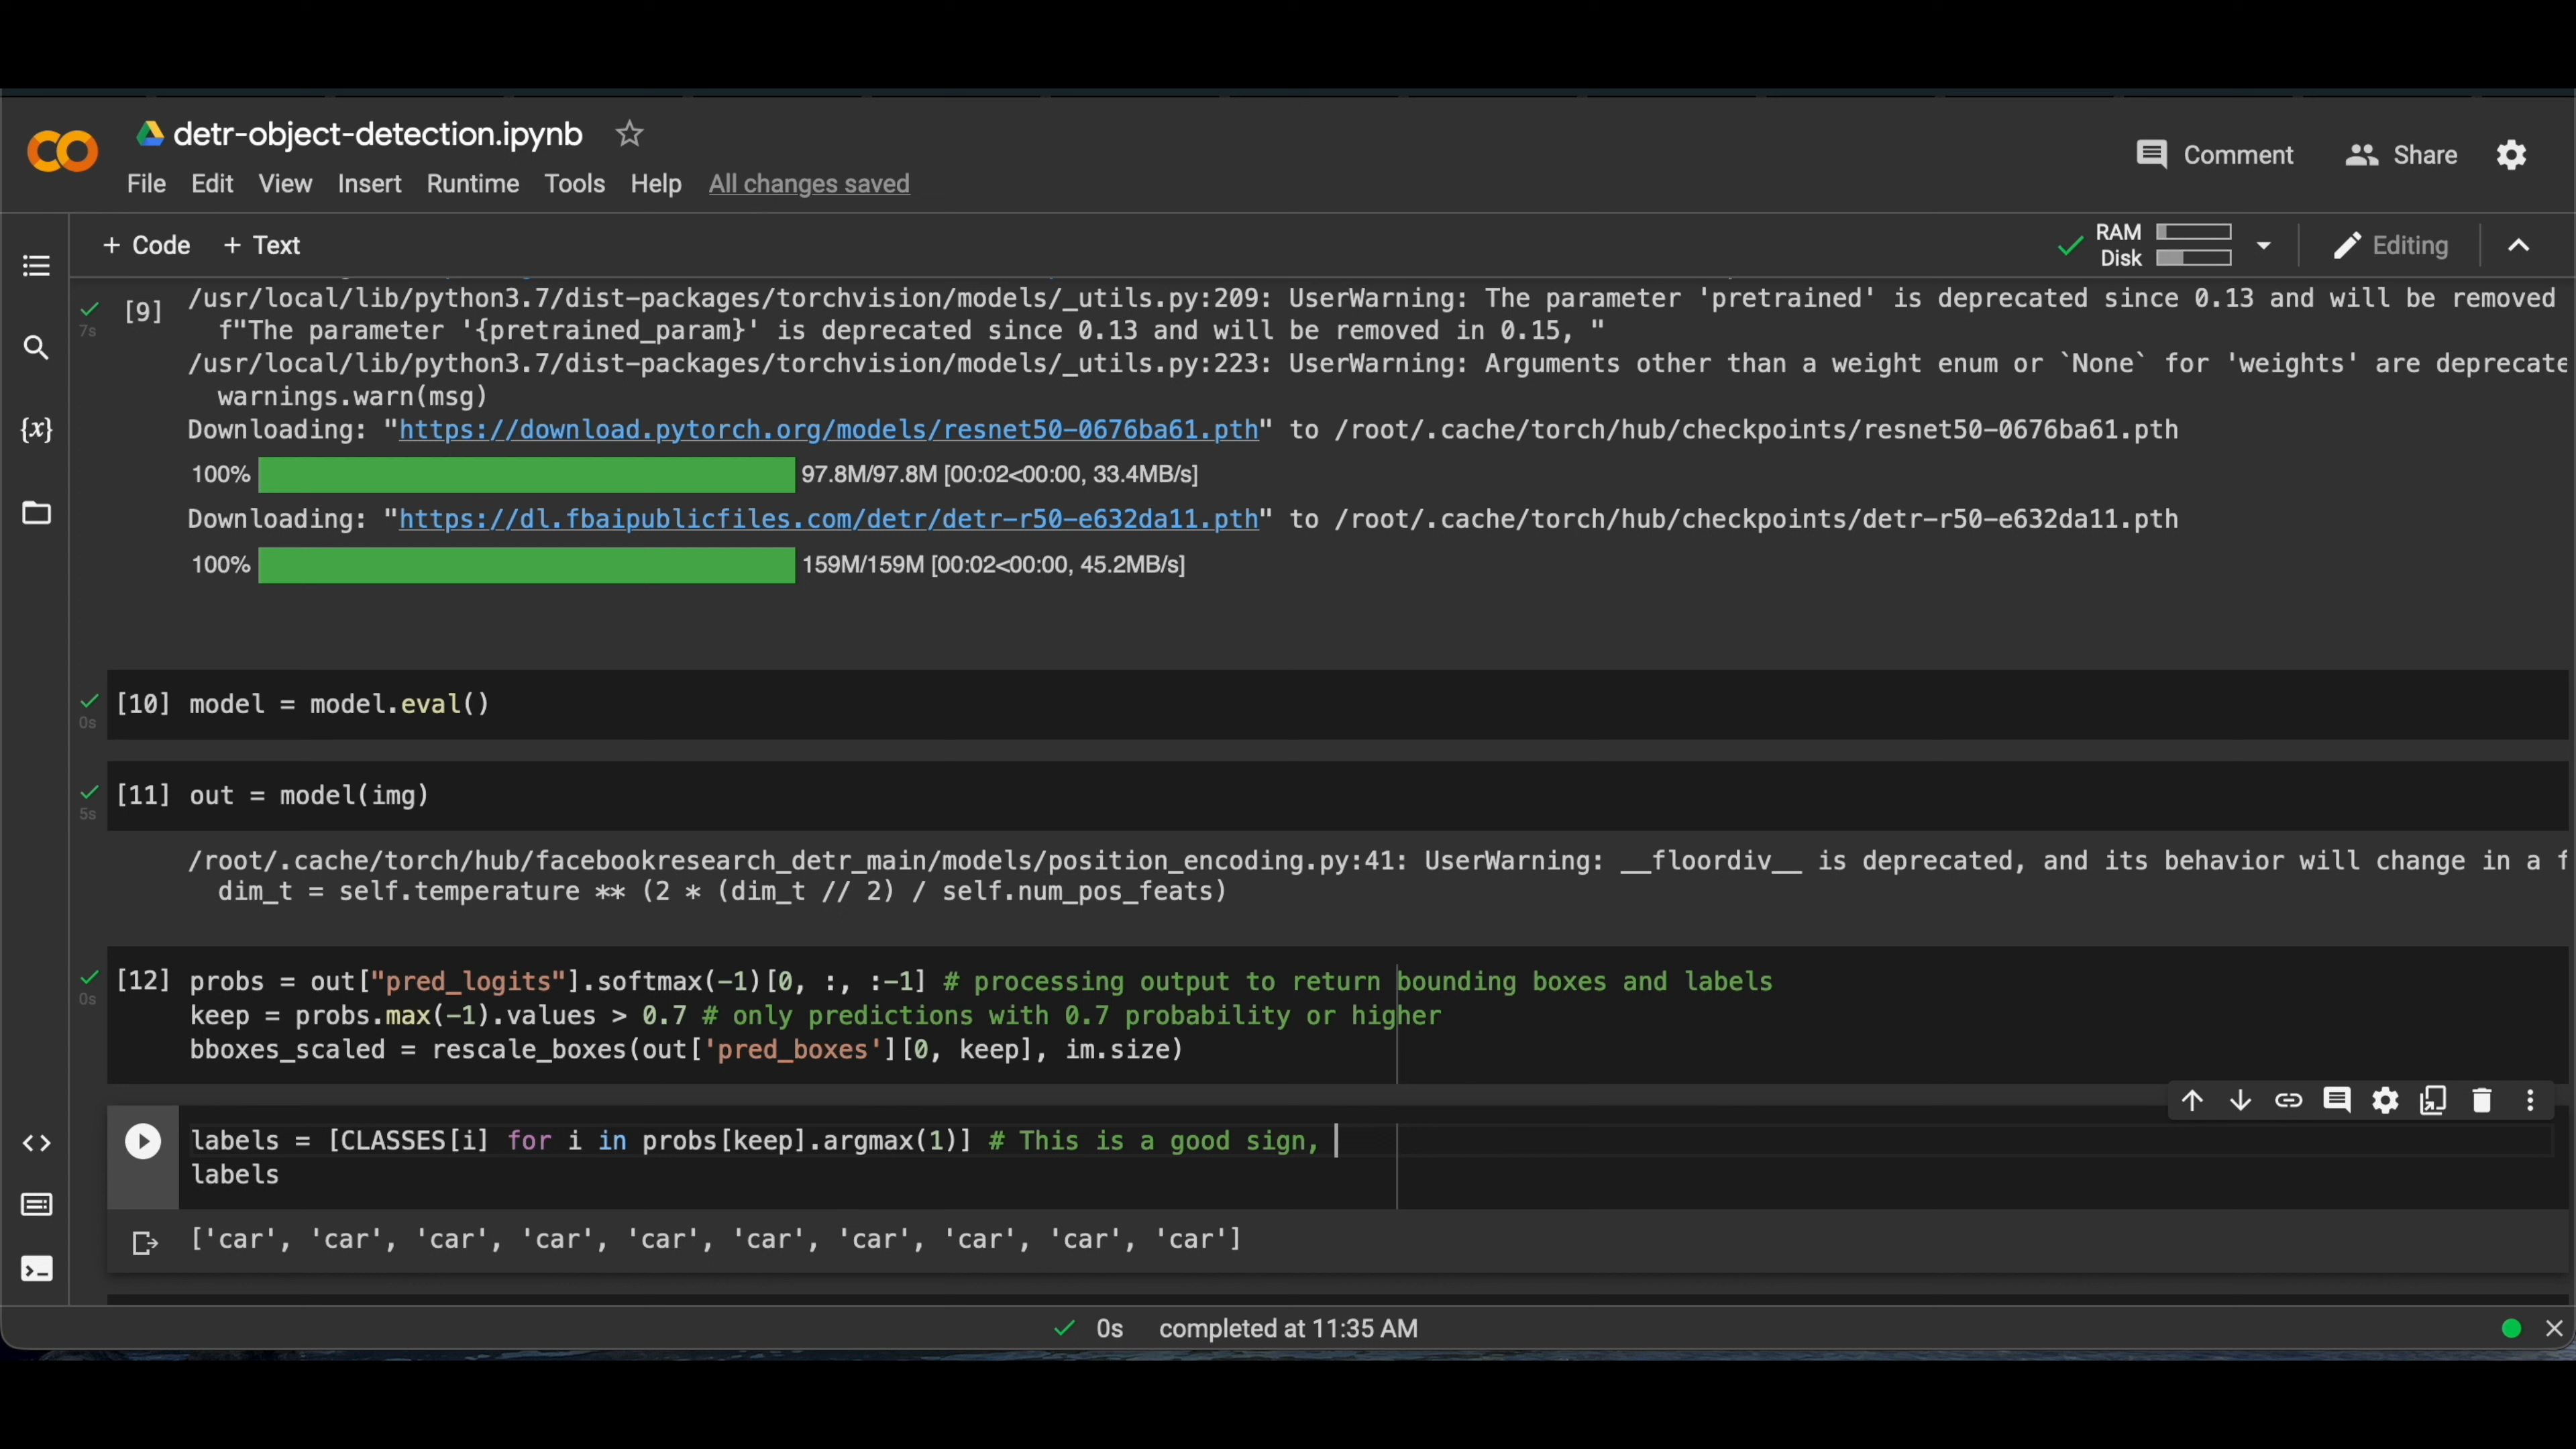 detr-object-detection.ipynb
File Edit View Insert Runtime Tools Help All changes saved
Comment Share
+ Code + Text
RAM
Disk
Editing
[9]
7s
/usr/local/lib/python3.7/dist-packages/torchvision/models/_utils.py:209: UserWarning: The parameter 'pretrained' is deprecated since 0.13 and will be removed
f"The parameter '{pretrained_param}' is deprecated since 0.13 and will be removed in 0.15, "
/usr/local/lib/python3.7/dist-packages/torchvision/models/_utils.py:223: UserWarning: Arguments other than a weight enum or `None` for 'weights' are deprecate
warnings.warn(msg)
Downloading: "https://download.pytorch.org/models/resnet50-0676ba61.pth" to /root/.cache/torch/hub/checkpoints/resnet50-0676ba61.pth
100% 97.8M/97.8M [00:02<00:00, 33.4MB/s]
Downloading: "https://dl.fbaipublicfiles.com/detr/detr-r50-e632da11.pth" to /root/.cache/torch/hub/checkpoints/detr-r50-e632da11.pth
100% 159M/159M [00:02<00:00, 45.2MB/s]
[10] model = model.eval()
0s
[11] out = model(img)
5s
/root/.cache/torch/hub/facebookresearch_detr_main/models/position_encoding.py:41: UserWarning: __floordiv__ is deprecated, and its behavior will change in a f
dim_t = self.temperature ** (2 * (dim_t // 2) / self.num_pos_feats)
[12] probs = out["pred_logits"].softmax(-1)[0, :, :-1] # processing output to return bounding boxes and labels
0s
keep = probs.max(-1).values > 0.7 # only predictions with 0.7 probability or higher
bboxes_scaled = rescale_boxes(out['pred_boxes'][0, keep], im.size)
labels = [CLASSES[i] for i in probs[keep].argmax(1)] # This is a good sign,
labels
['car', 'car', 'car', 'car', 'car', 'car', 'car', 'car', 'car', 'car']
0s completed at 11:35 AM